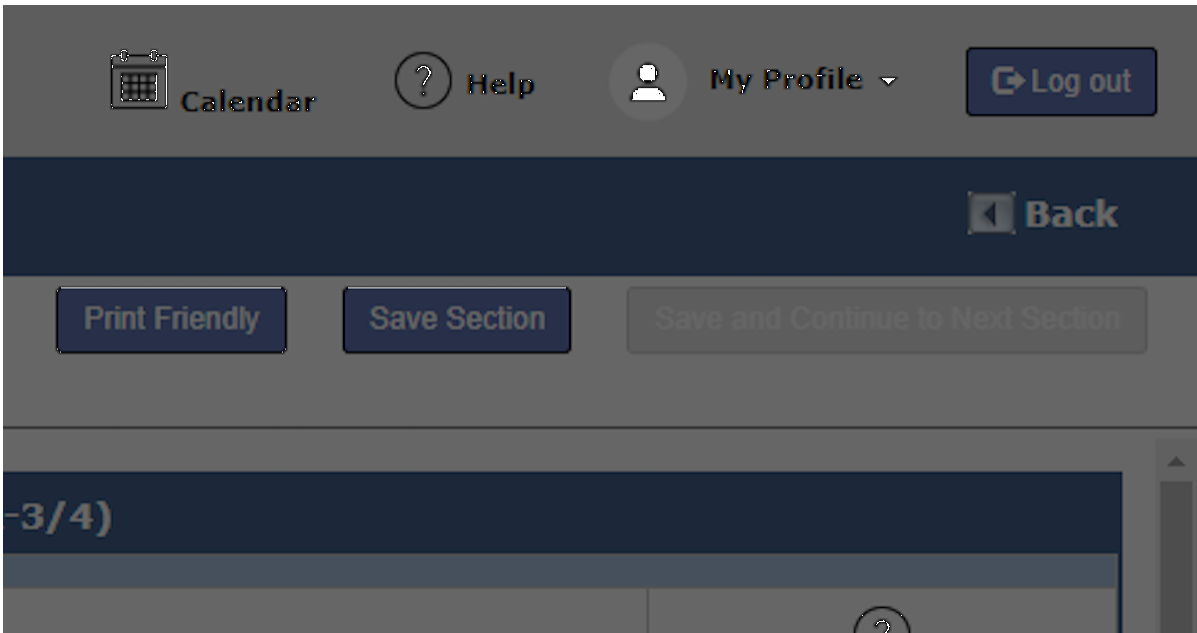 Calendar ? Help My Profile Log out
Back
Print Friendly Save Section Save and Continue to Next Section
-3/4)
?